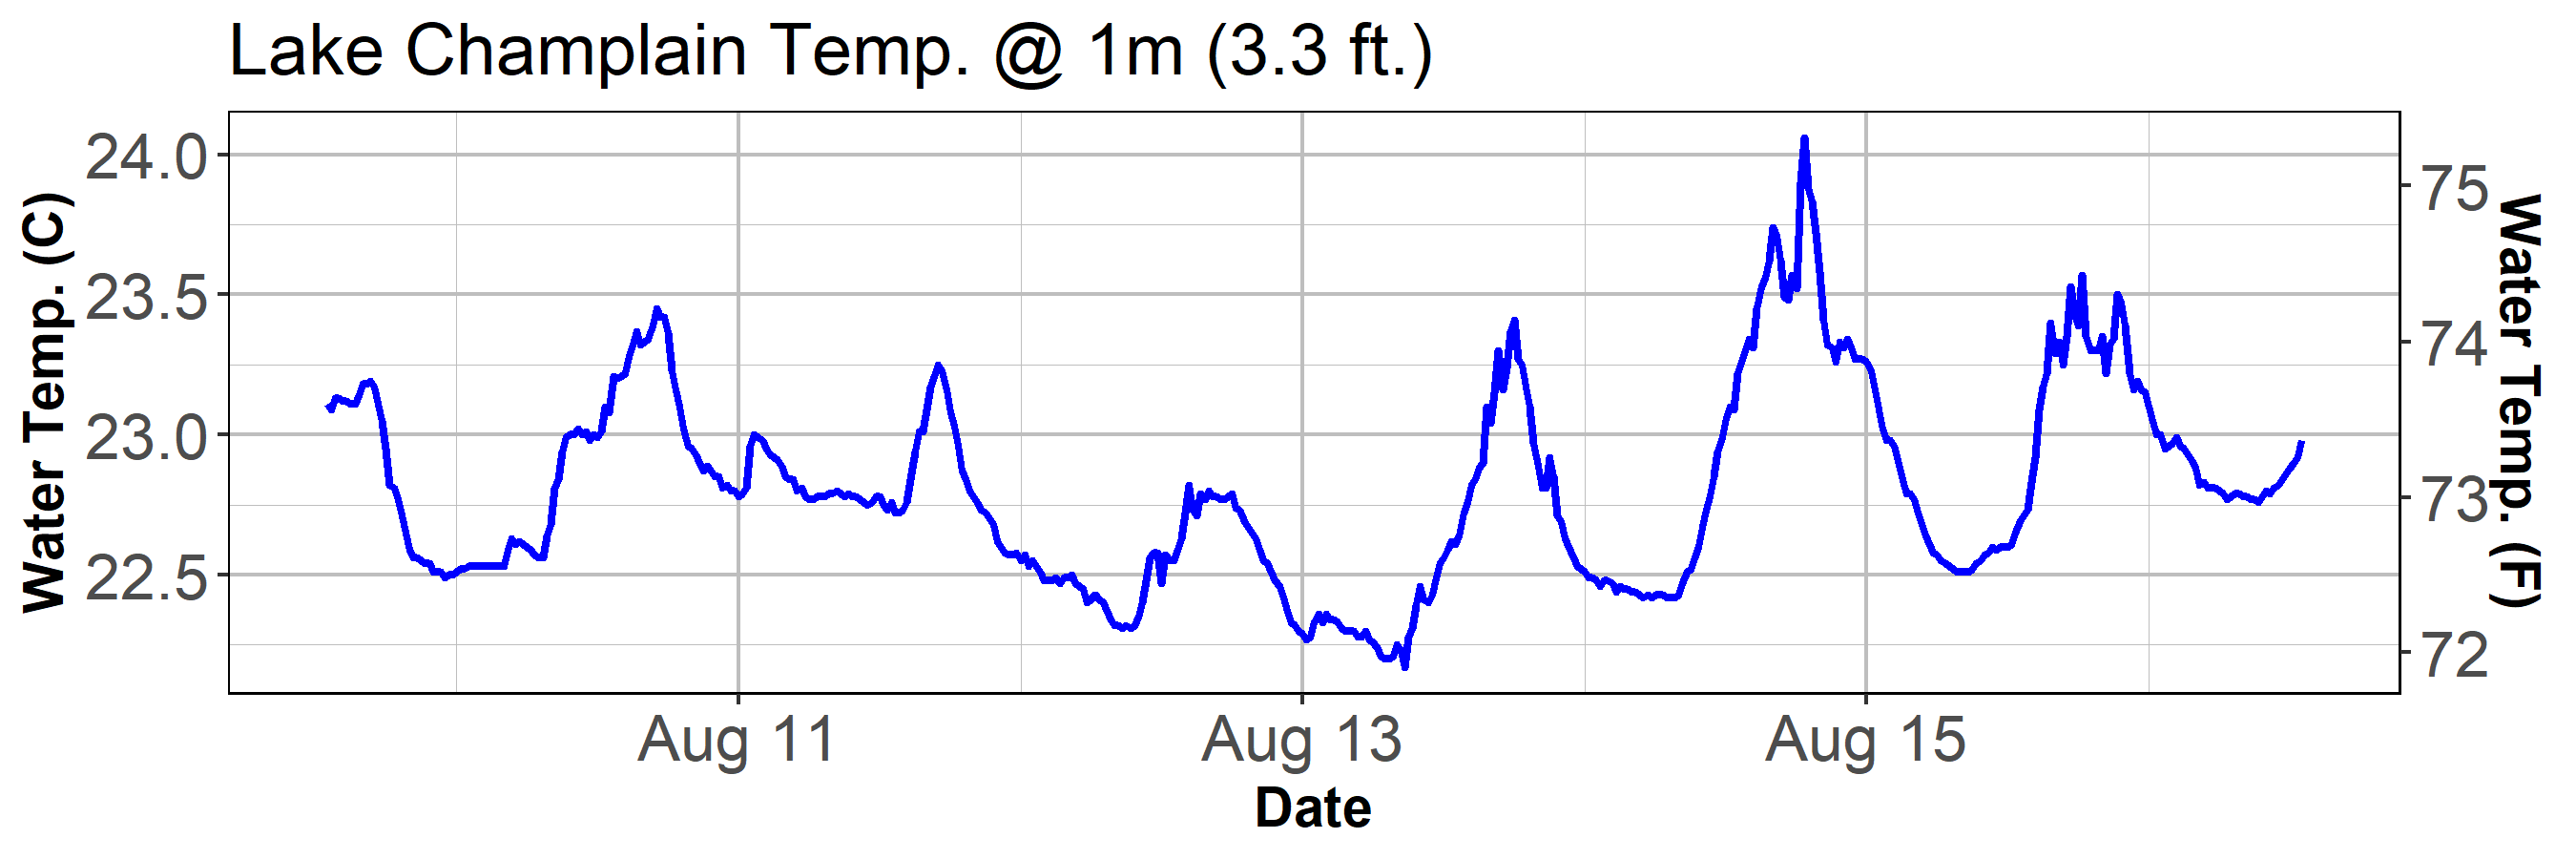 Lake Champlain Temp. @ 1m (3.3 ft.)
Water Temp. (C)
24.0
23.5
23.0
22.5
75
74
73
72
Water Temp. (F)
Aug 11
Aug 13
Aug 15
Date